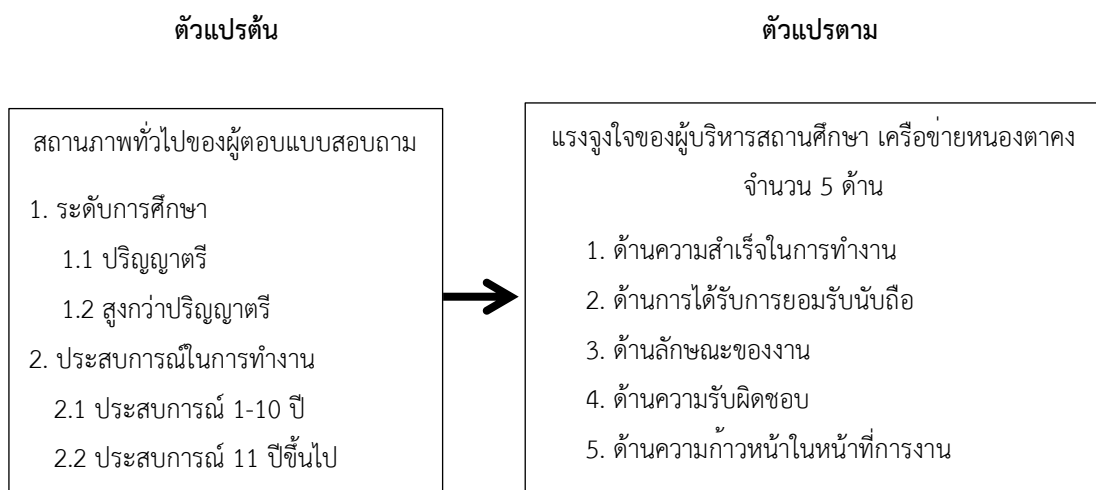 ตัวแปรต้น
ตัวแปรตาม
สถานภาพทั่วไปของผู้ตอบแบบสอบถาม
1. ระดับการศึกษา
1.1 ปริญญาตรี
1.2 สูงกว่าปริญญาตรี
2. ประสบการณ์ในการทำงาน
2.1 ประสบการณ์ 1-10 ปี
2.2 ประสบการณ์ 11 ปีขึ้นไป
แรงจูงใจของผู้บริหารสถานศึกษา เครือข่ายหนองตาคง
จำนวน 5 ด้าน
1. ด้านความสำเร็จในการทำงาน
2. ด้านการได้รับการยอมรับนับถือ
3. ด้านลักษณะของงาน
4. ด้านความรับผิดชอบ
5. ด้านความก้าวหน้าในหน้าที่การงาน